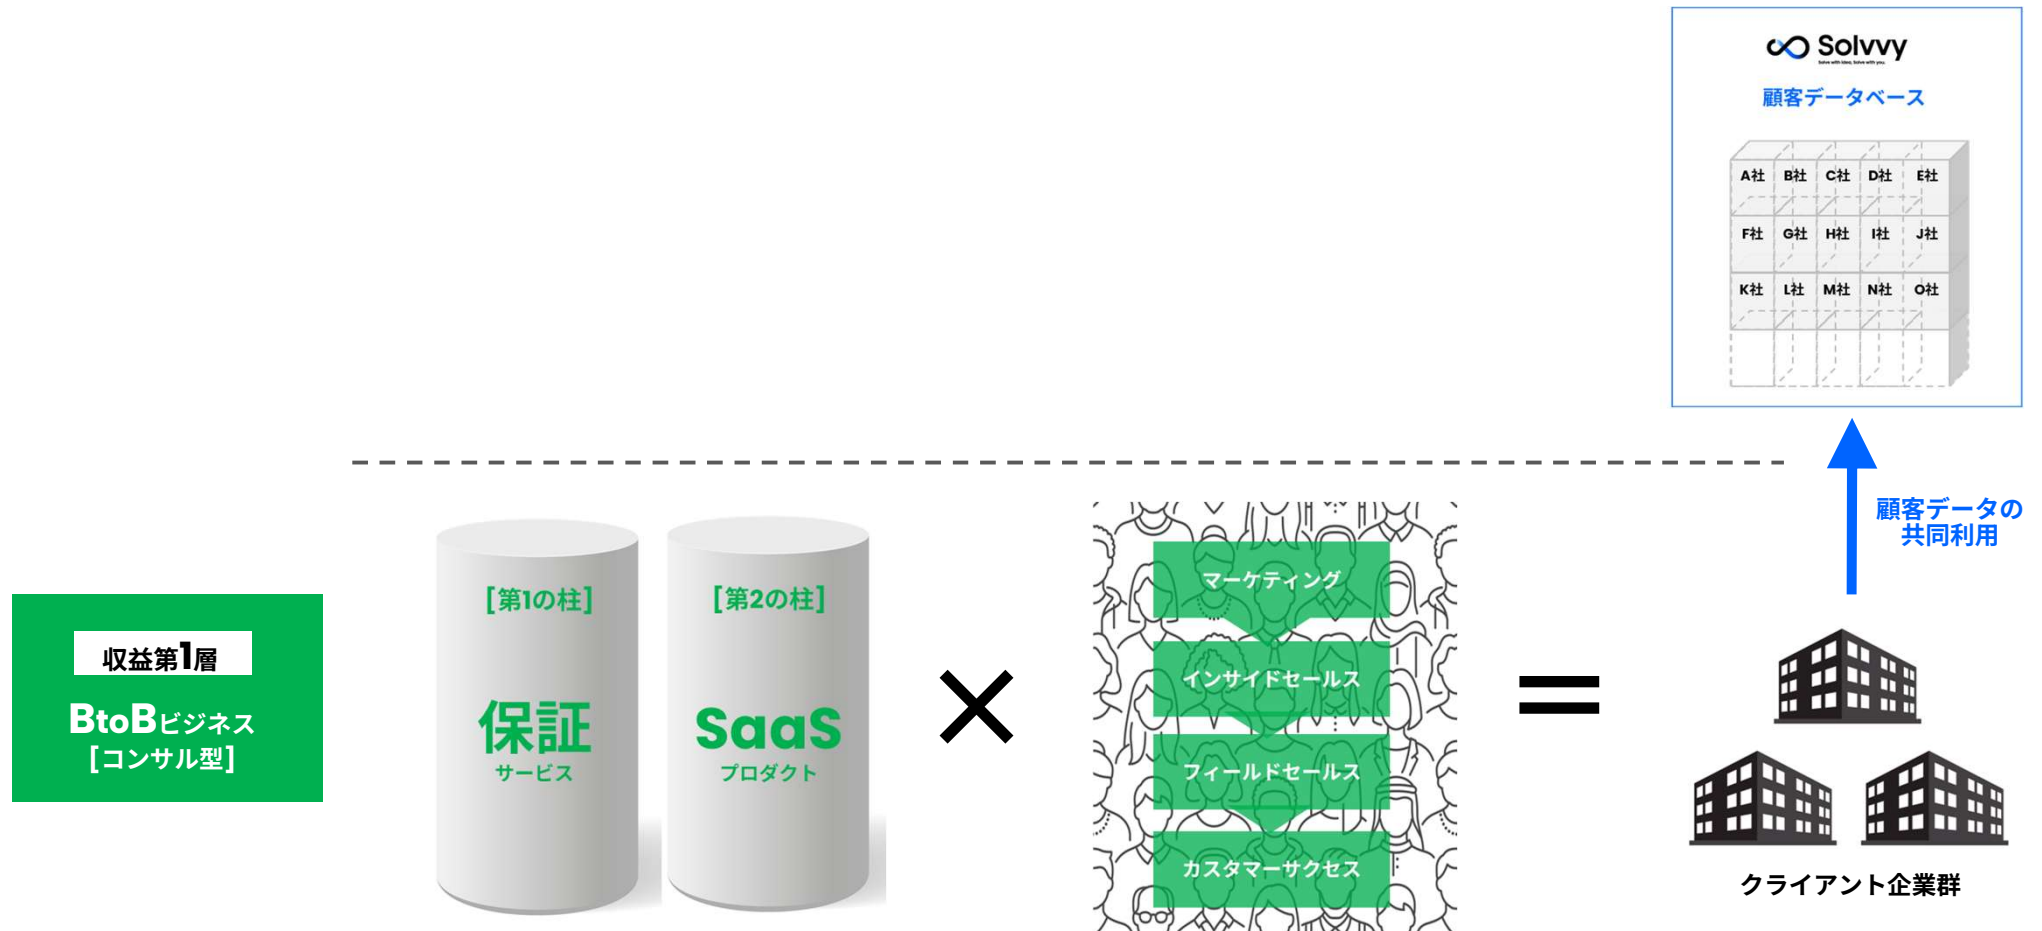 Solvvy
Solve with idea, Solve with you.
顧客データベース
A社 B社 C社 D社 E社
F社 G社 H社 I社 J社
K社 L社 M社 N社 O社
顧客データの
共同利用
収益第1層
BtoBビジネス
[コンサル型]
[第1の柱]
保証
サービス
[第2の柱]
SaaS
プロダクト
×
マーケティング
インサイドセールス
フィールドセールス
カスタマーサクセス
=
クライアント企業群